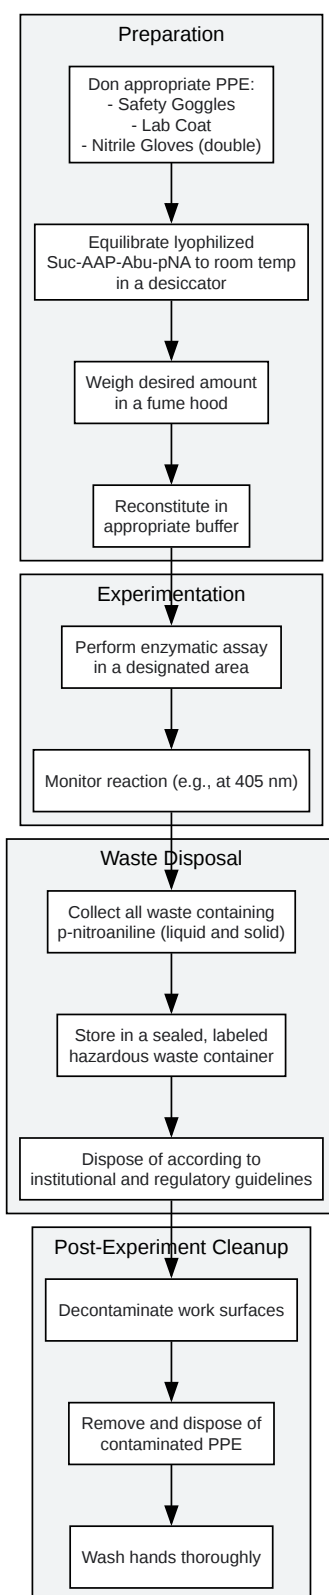 Preparation
Don appropriate PPE:
- Safety Goggles
- Lab Coat
- Nitrile Gloves (double)
Equilibrate lyophilized
Suc-AAP-Abu-pNA to room temp
in a desiccator
Weigh desired amount
in a fume hood
Reconstitute in
appropriate buffer
Experimentation
Perform enzymatic assay
in a designated area
Monitor reaction (e.g., at 405 nm)
Waste Disposal
Collect all waste containing
p-nitroaniline (liquid and solid)
Store in a sealed, labeled
hazardous waste container
Dispose of according to
institutional and regulatory guidelines
Post-Experiment Cleanup
Decontaminate work surfaces
Remove and dispose of
contaminated PPE
Wash hands thoroughly